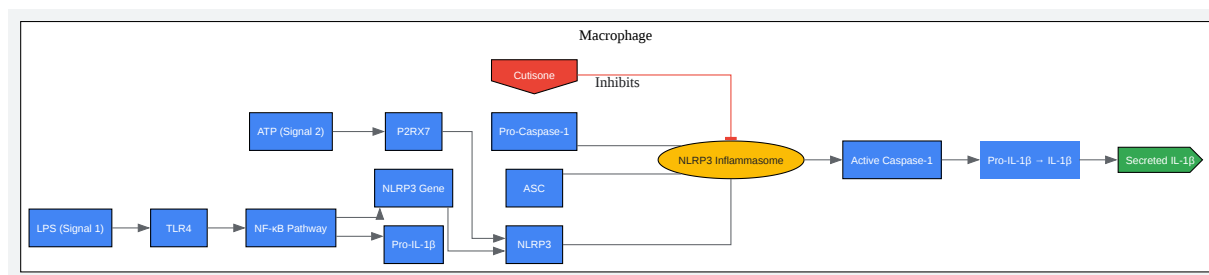 Macrophage
Cutisone
Inhibits
ATP (Signal 2)
P2RX7
Pro-Caspase-1
NLRP3 Inflammasome
Active Caspase-1
Pro-IL-1β → IL-1β
Secreted IL-1β
NLRP3 Gene
ASC
LPS (Signal 1)
TLR4
NF-κB Pathway
Pro-IL-1β
NLRP3